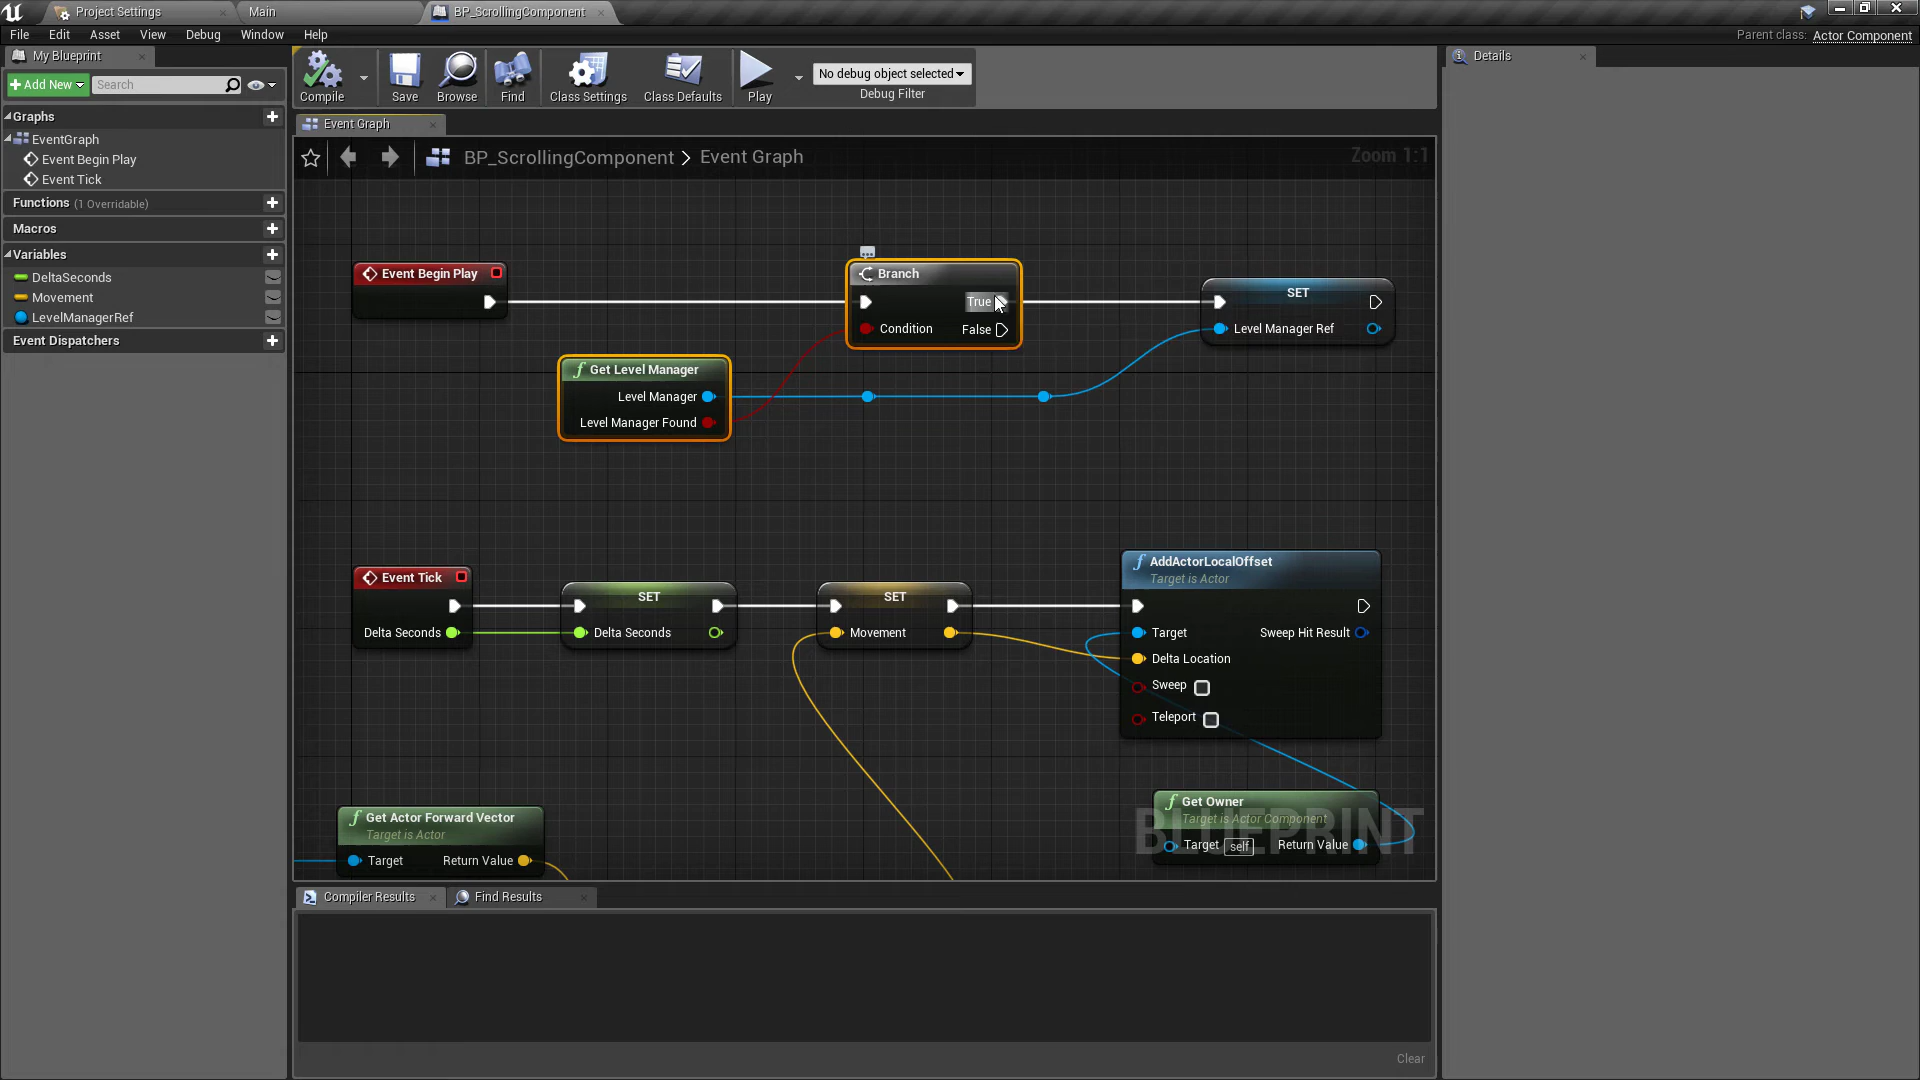 Project Settings
Main
BP_ScrollingComponent
File
Edit
Asset
View
Debug
Window
Help
Parent class: Actor Component
My Blueprint
Add New
Search
Compile
Save
Browse
Find
Class Settings
Class Defaults
Play
No debug object selected
Debug Filter
Details
Graphs
EventGraph
Event Begin Play
Event Tick
Functions (1 Overridable)
Macros
Variables
DeltaSeconds
Movement
LevelManagerRef
Event Dispatchers
Event Graph
BP_ScrollingComponent > Event Graph
Zoom 1:1
Event Begin Play
Branch
True
Condition
False
SET
Level Manager Ref
Get Level Manager
Level Manager
Level Manager Found
Event Tick
Delta Seconds
SET
Delta Seconds
SET
Movement
AddActorLocalOffset
Target is Actor
Target
Sweep Hit Result
Delta Location
Sweep
Teleport
Get Actor Forward Vector
Target is Actor
Target
Return Value
Get Owner
Target is Actor Component
Target self
Return Value
BLUEPRINT
Compiler Results
Find Results
Clear